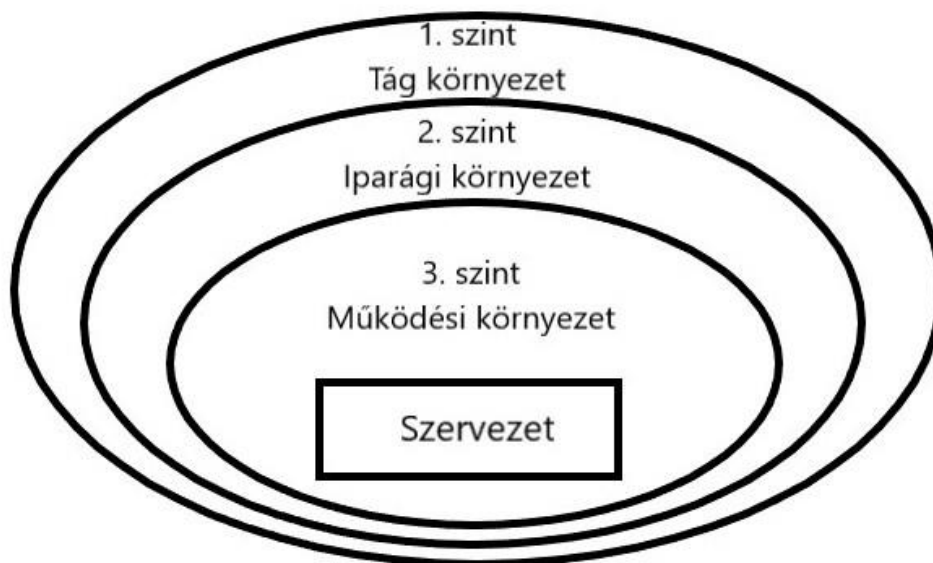 1. szint
Tág környezet
2. szint
Iparági környezet
3. szint
Működési környezet
Szervezet